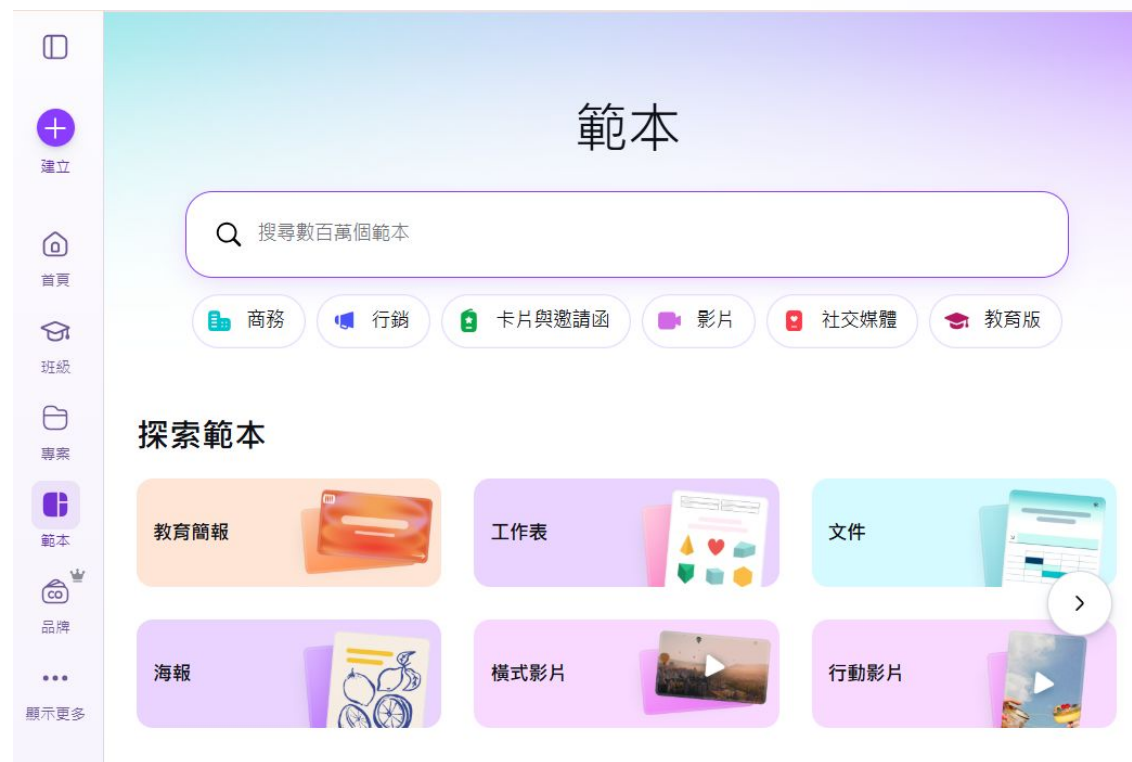 建立
首頁
班級
專案
範本
品牌
顯示更多
範本
搜尋數百萬個範本
商務 行銷 卡片與邀請函 影片 社交媒體 教育版
探索範本
教育簡報 工作表 文件
海報 橫式影片 行動影片